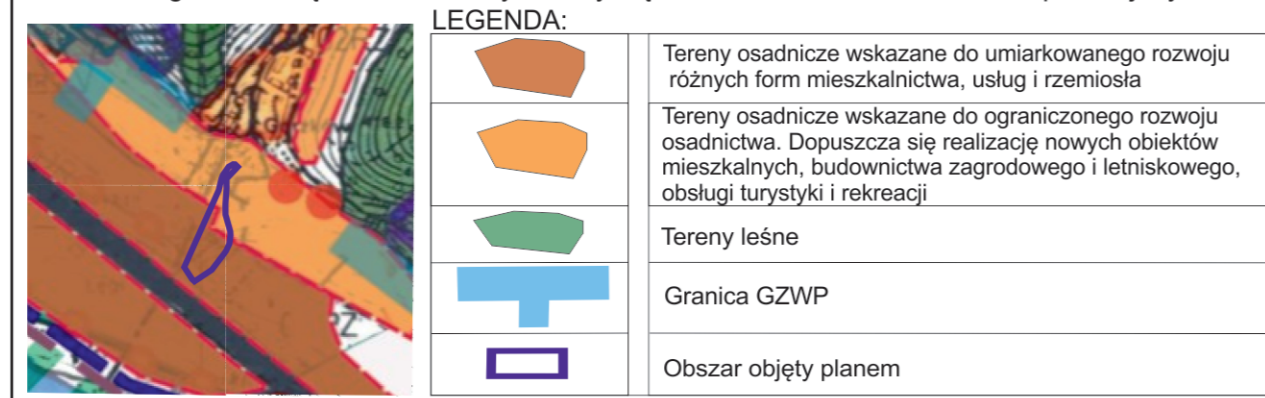 LEGENDA:
Tereny osadnicze wskazane do umiarkowanego rozwoju
różnych form mieszkalnictwa, usług i rzemiosła
Tereny osadnicze wskazane do ograniczonego rozwoju
osadnictwa. Dopuszcza się realizację nowych obiektów
mieszkalnych, budownictwa zagrodowego i letniskowego,
obsługi turystyki i rekreacji
Tereny leśne
Granica GZWP
Obszar objęty planem